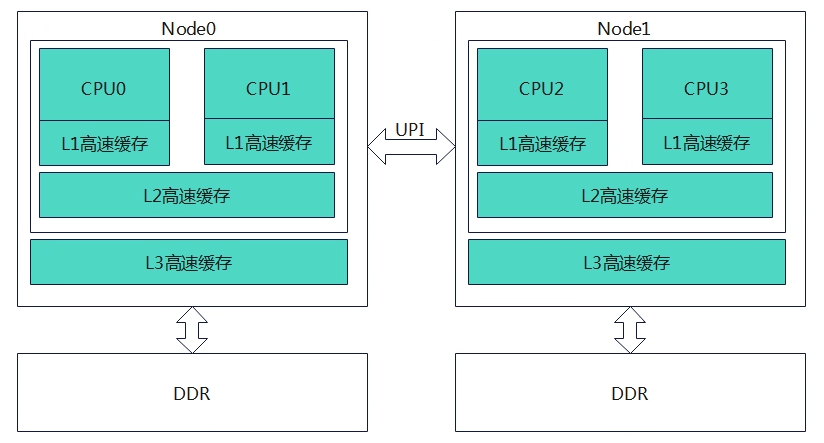 Node0
CPU0
CPU1
L1高速缓存
L1高速缓存
L2高速缓存
L3高速缓存
DDR
UPI
Node1
CPU2
CPU3
L1高速缓存
L1高速缓存
L2高速缓存
L3高速缓存
DDR